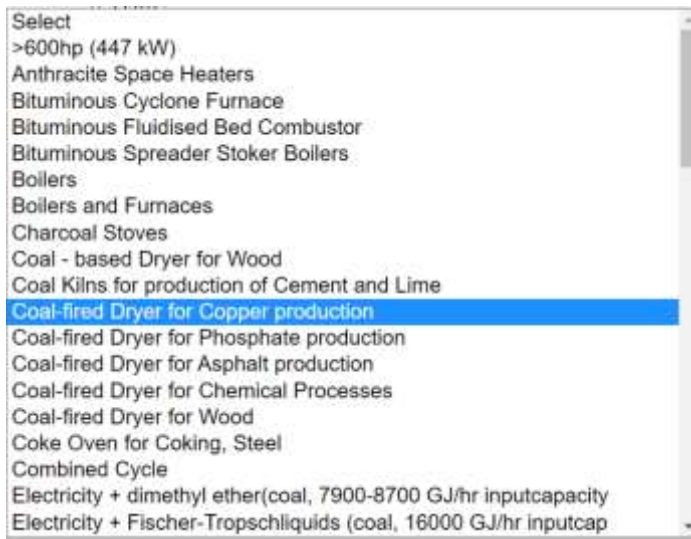 Select
>600hp (447 kW)
Anthracite Space Heaters
Bituminous Cyclone Furnace
Bituminous Fluidised Bed Combustor
Bituminous Spreader Stoker Boilers
Boilers
Boilers and Furnaces
Charcoal Stoves
Coal - based Dryer for Wood
Coal Kilns for production of Cement and Lime
Coal-fired Dryer for Copper production
Coal-fired Dryer for Phosphate production
Coal-fired Dryer for Asphalt production
Coal-fired Dryer for Chemical Processes
Coal-fired Dryer for Wood
Coke Oven for Coking, Steel
Combined Cycle
Electricity + dimethyl ether(coal, 7900-8700 GJ/hr inputcapacity
Electricity + Fischer-Tropschliquids (coal, 16000 GJ/hr inputcap